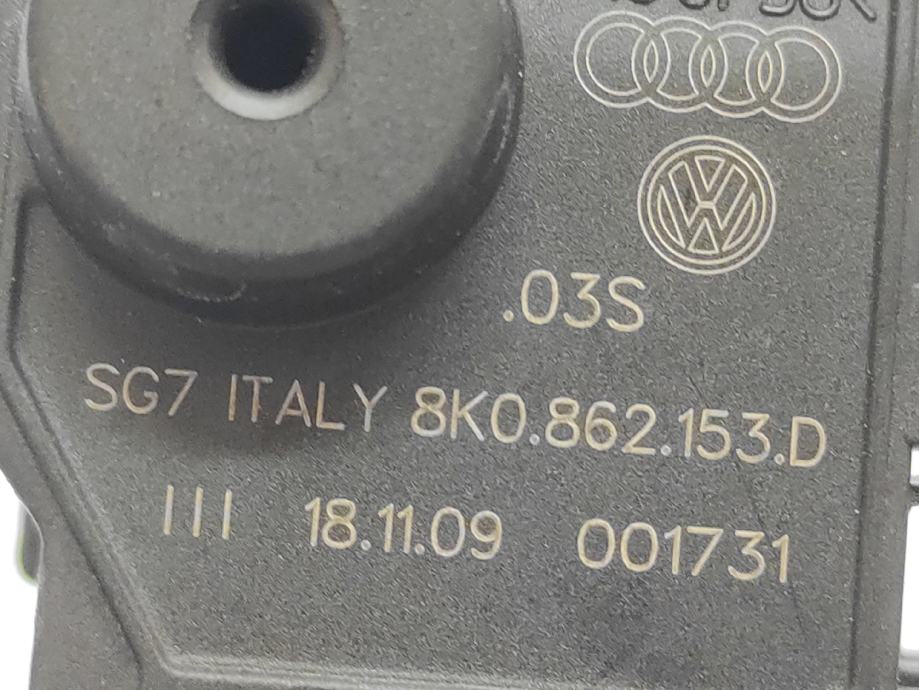 .03S
SG7 ITALY 8K0.862.153.D
III 18.11.09 001731